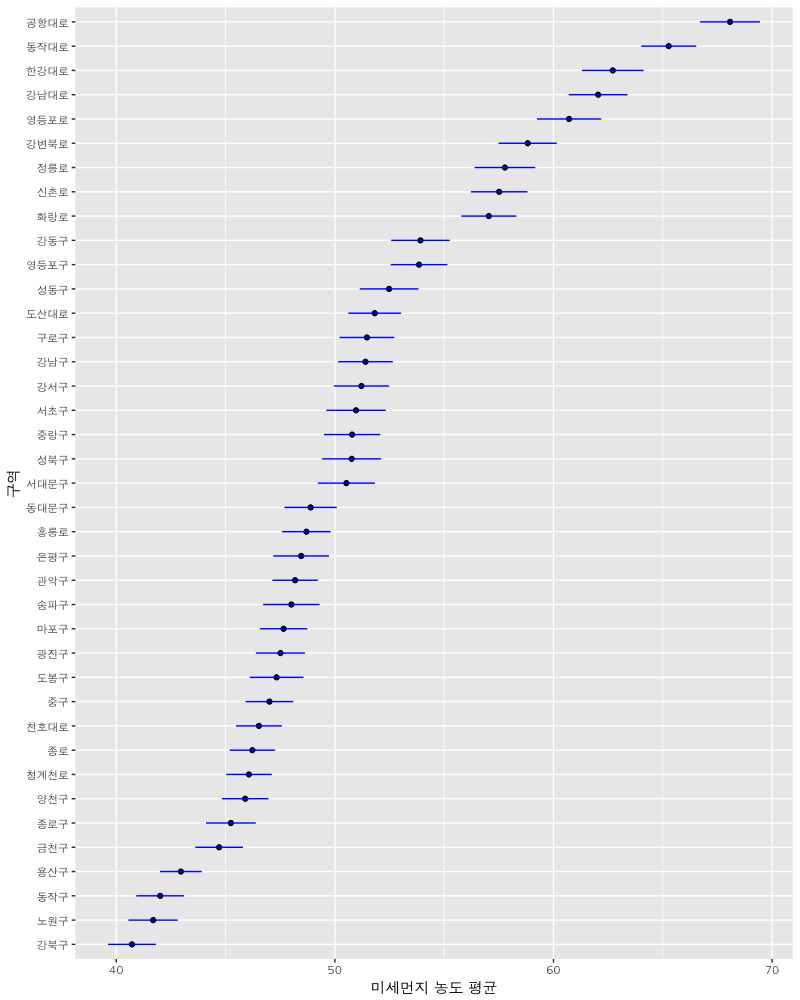 공항대로
동작대로
한강대로
강남대로
영등포로
강변북로
정릉로
신촌로
화랑로
강동구
영등포구
성동구
도산대로
구로구
강남구
강서구
서초구
중랑구
성북구
서대문구
동대문구
홍릉로
은평구
관악구
송파구
마포구
광진구
도봉구
중구
천호대로
종로
청계천로
양천구
종로구
금천구
용산구
동작구
노원구
강북구
구역
40 50 60 70
미세먼지 농도 평균